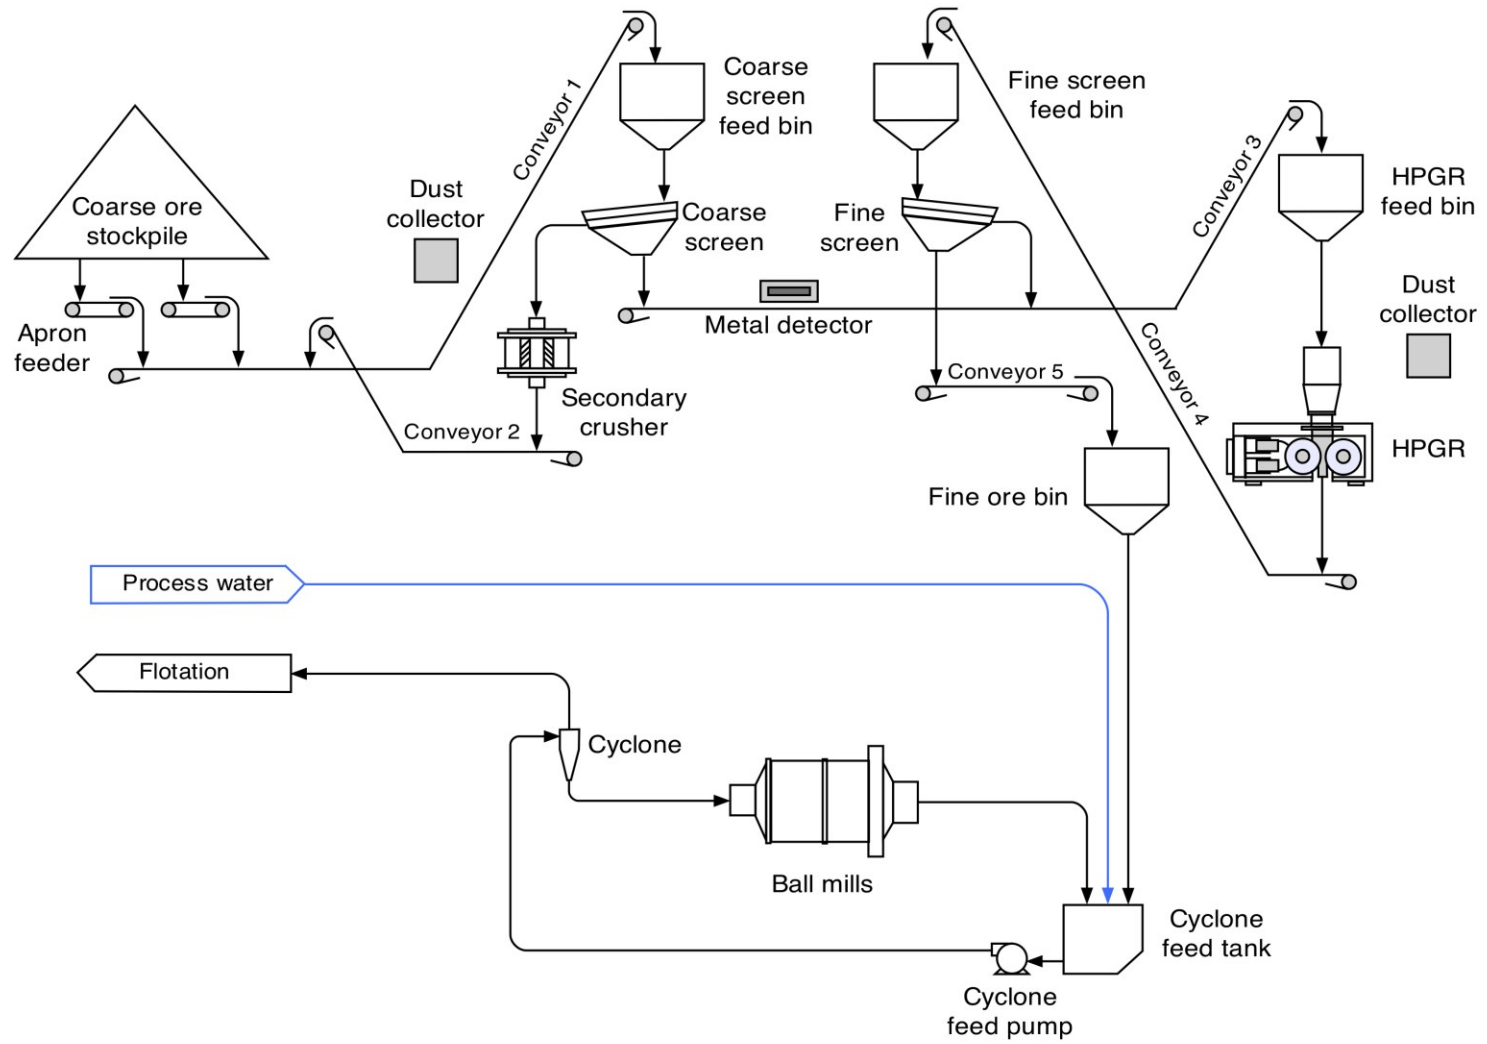 Coarse
screen
feed bin
Fine screen
feed bin
Conveyor 1
Conveyor 3
HPGR
feed bin
Coarse ore
stockpile
Dust
collector
Coarse
screen
Fine
screen
Dust
collector
Apron
feeder
Metal detector
Conveyor 4
Conveyor 5
Secondary
crusher
Conveyor 2
HPGR
Fine ore bin
Process water
Flotation
Cyclone
Ball mills
Cyclone
feed tank
Cyclone
feed pump